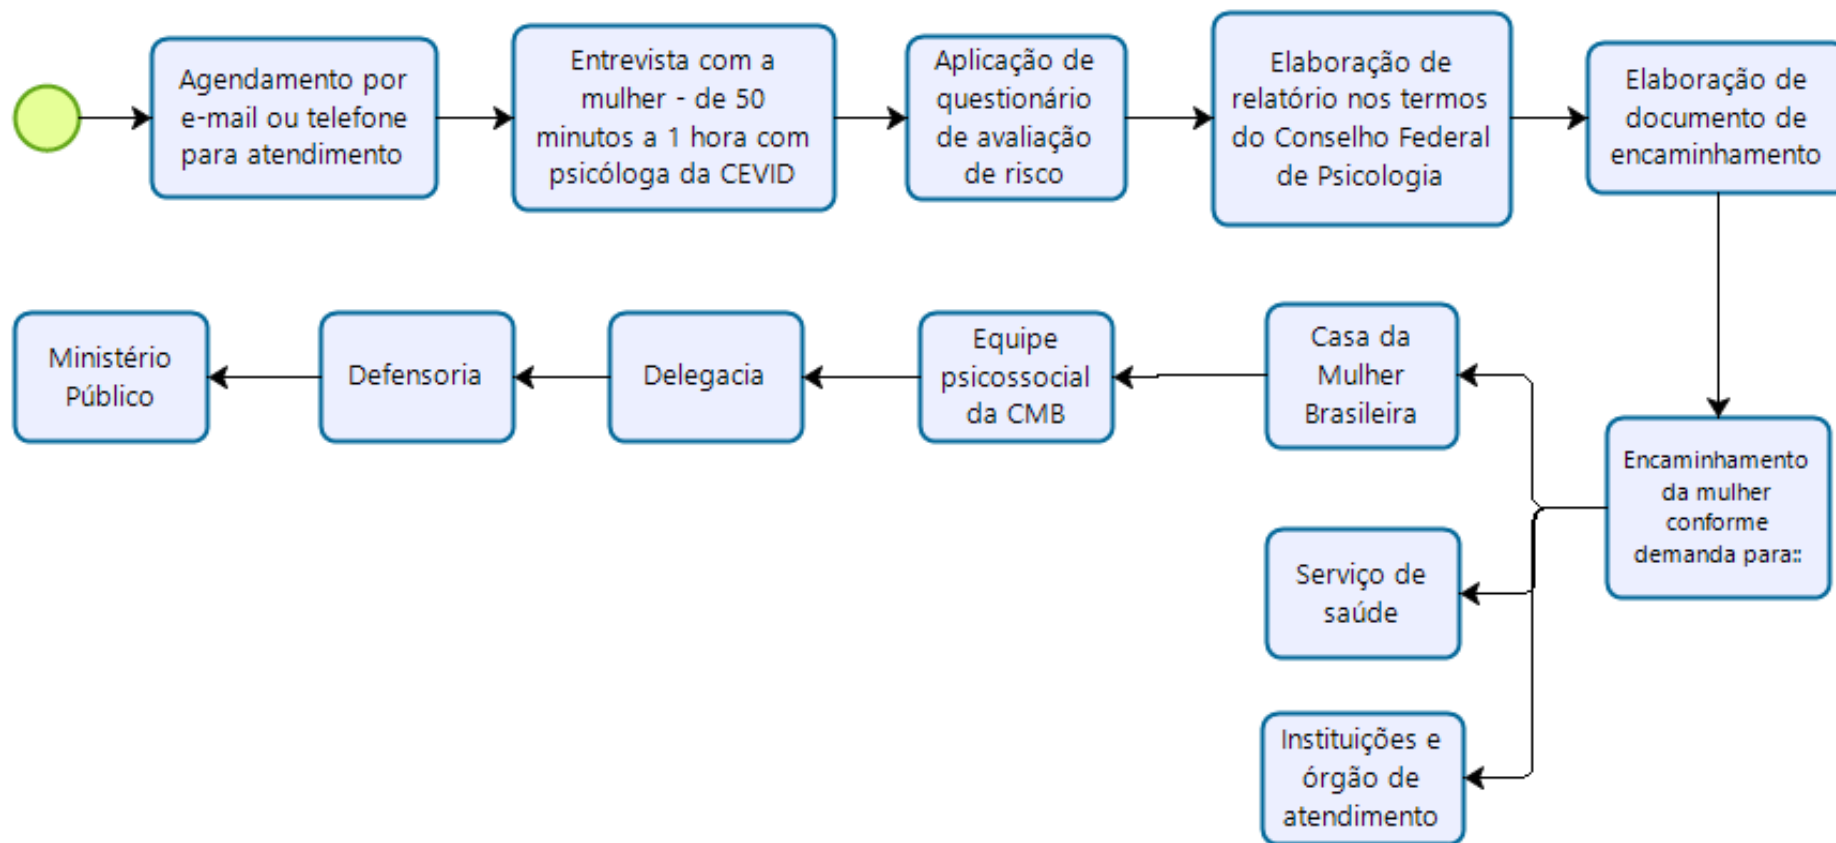 Agendamento por
e-mail ou telefone
para atendimento
Entrevista com a
mulher - de 50
minutos a 1 hora com
psicóloga da CEVID
Aplicação de
questionário
de avaliação
de risco
Elaboração de
relatório nos termos
do Conselho Federal
de Psicologia
Elaboração de
documento de
encaminhamento
Encaminhamento
da mulher
conforme
demanda para::
Casa da
Mulher
Brasileira
Equipe
psicossocial
da CMB
Delegacia
Defensoria
Ministério
Público
Serviço de
saúde
Instituições e
órgão de
atendimento